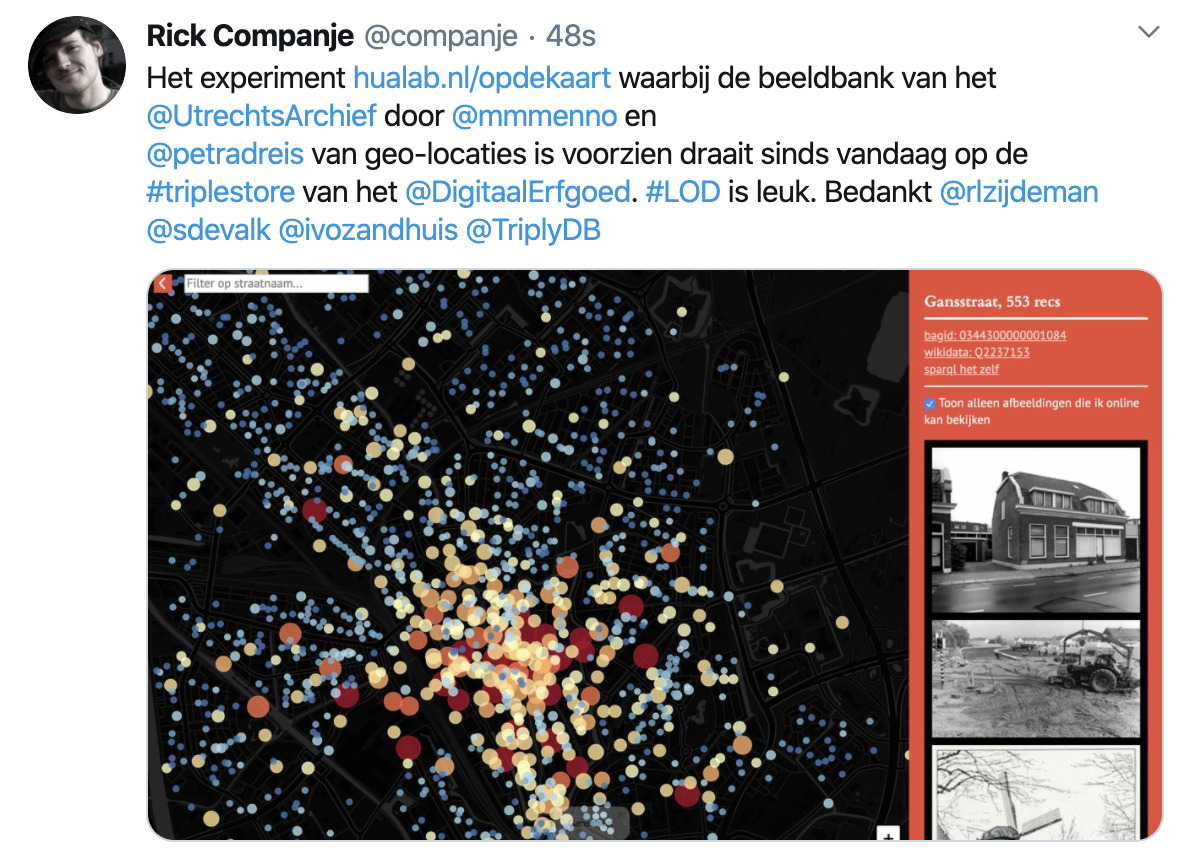 Rick Companje @companje · 48s
Het experiment hualab.nl/opdekaart waarbij de beeldbank van het
@UtrechtsArchief door @mmmenno en
@petradreis van geo-locaties is voorzien draait sinds vandaag op de
#triplestore van het @DigitaalErfgoed. #LOD is leuk. Bedankt @rlzijdeman
@sdevalk @ivozandhuis @TriplyDB
Filter op straatnaam...
Gansstraat, 553 recs
bagid: 0344300000001084
wikidata: Q2237153
sparql het zelf
Toon alleen afbeeldingen die ik online
kan bekijken
+